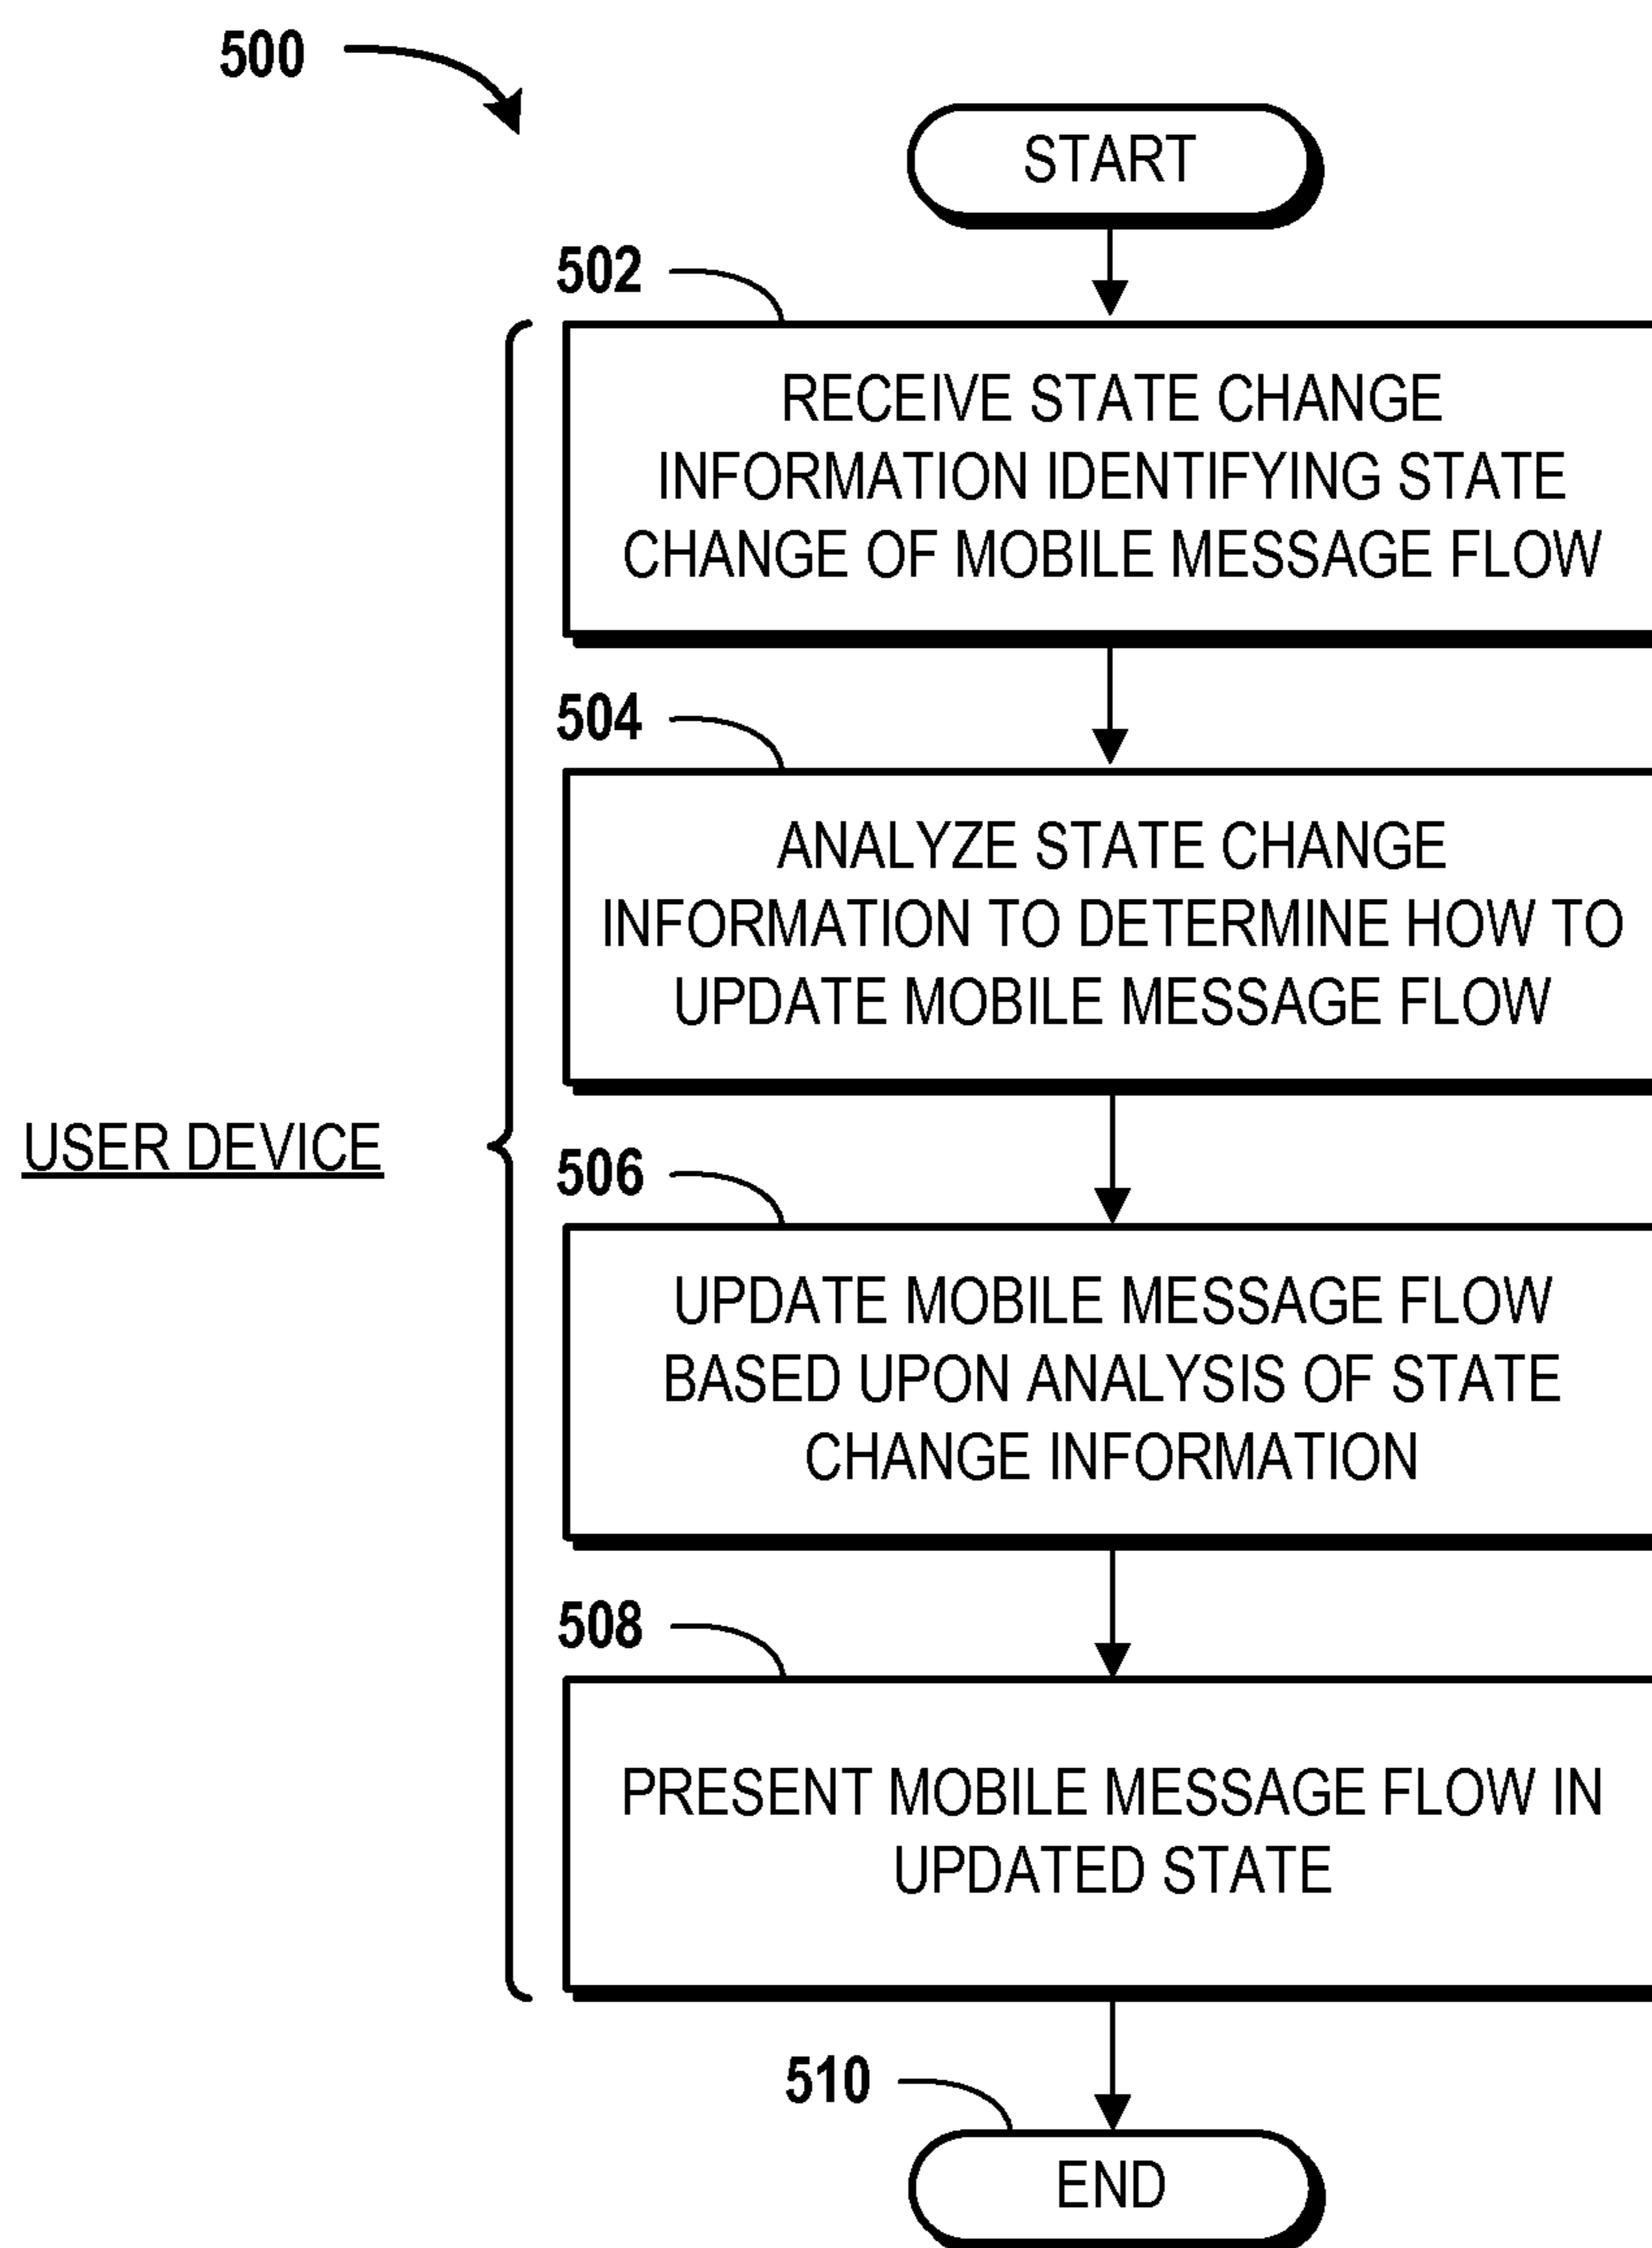 500
START
502
RECEIVE STATE CHANGE
INFORMATION IDENTIFYING STATE
CHANGE OF MOBILE MESSAGE FLOW
504
ANALYZE STATE CHANGE
INFORMATION TO DETERMINE HOW TO
UPDATE MOBILE MESSAGE FLOW
USER DEVICE
506
UPDATE MOBILE MESSAGE FLOW
BASED UPON ANALYSIS OF STATE
CHANGE INFORMATION
508
PRESENT MOBILE MESSAGE FLOW IN
UPDATED STATE
510
END